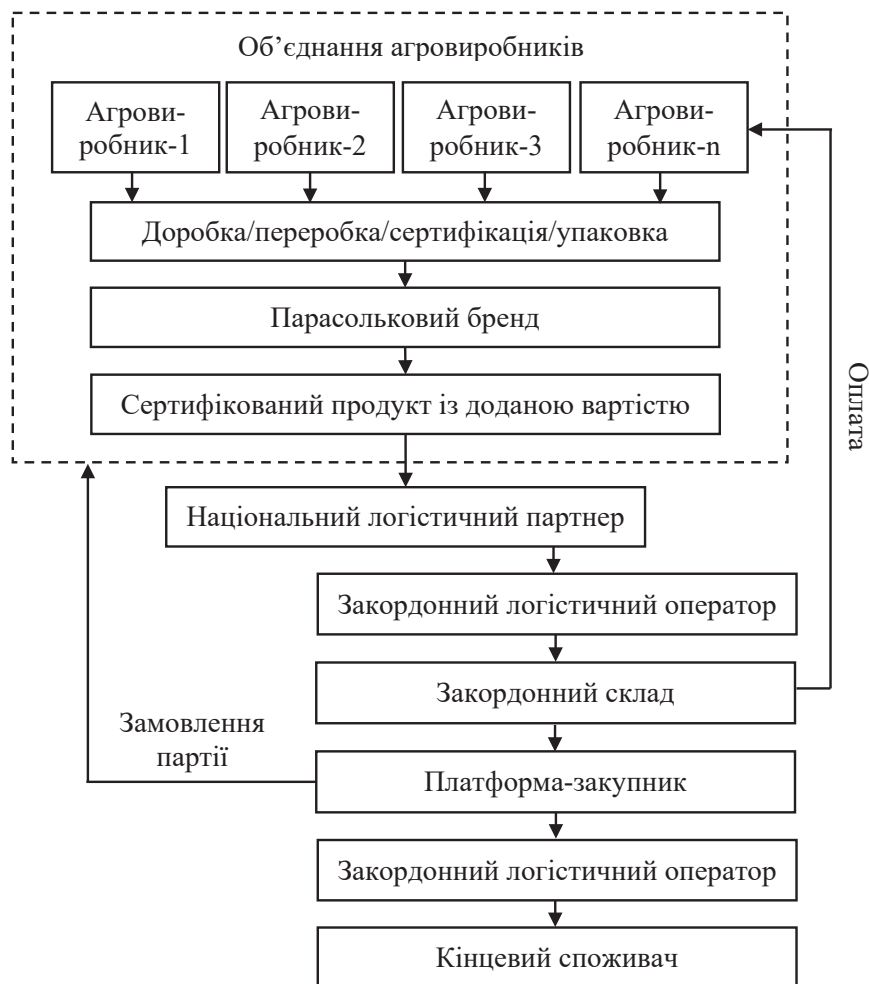 Об’єднання агровиробників
Агрови-
робник-1
Агрови-
робник-2
Агрови-
робник-3
Агрови-
робник-n
Доробка/переробка/сертифікація/упаковка
Парасольковий бренд
Сертифікований продукт із доданою вартістю
Оплата
Національний логістичний партнер
Закордонний логістичний оператор
Закордонний склад
Замовлення
партії
Платформа-закупник
Закордонний логістичний оператор
Кінцевий споживач